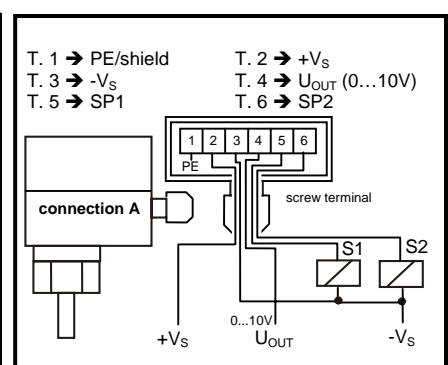 T. 1 ➔ PE/shield T. 2 ➔ +VS
T. 3 ➔ -VS T. 4 ➔ UOUT (0…10V)
T. 5 ➔ SP1 T. 6 ➔ SP2
1 2 3 4 5 6
PE
connection A
screw terminal
S1 S2
0...10V
+VS UOUT -VS